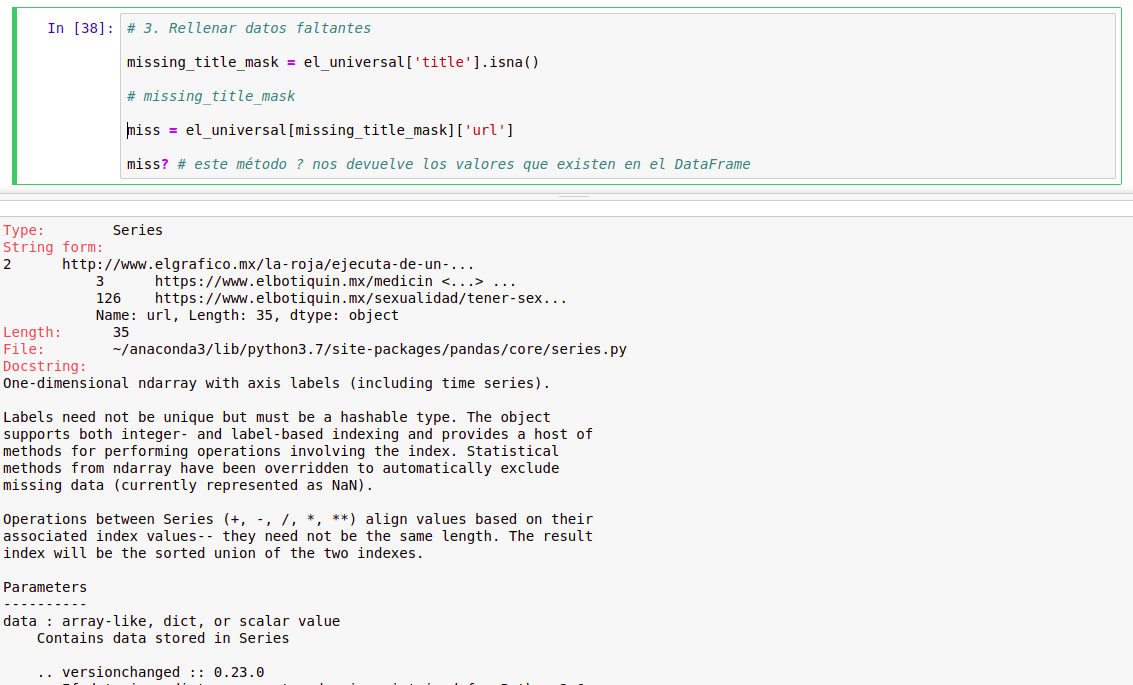 In [38]: # 3. Rellenar datos faltantes
missing_title_mask = el_universal['title'].isna()
# missing_title_mask
miss = el_universal[missing_title_mask]['url']
miss? # este método ? nos devuelve los valores que existen en el DataFrame
Type: Series
String form:
2 http://www.elgrafico.mx/la-roja/ejecuta-de-un-...
3 https://www.elbotiquin.mx/medicin <...> ...
126 https://www.elbotiquin.mx/sexualidad/tener-sex...
Name: url, Length: 35, dtype: object
Length: 35
File: ~/anaconda3/lib/python3.7/site-packages/pandas/core/series.py
Docstring:
One-dimensional ndarray with axis labels (including time series).
Labels need not be unique but must be a hashable type. The object
supports both integer- and label-based indexing and provides a host of
methods for performing operations involving the index. Statistical
methods from ndarray have been overridden to automatically exclude
missing data (currently represented as NaN).
Operations between Series (+, -, /, *, **) align values based on their
associated index values-- they need not be the same length. The result
index will be the sorted union of the two indexes.
Parameters
----------
data : array-like, dict, or scalar value
Contains data stored in Series
.. versionchanged :: 0.23.0